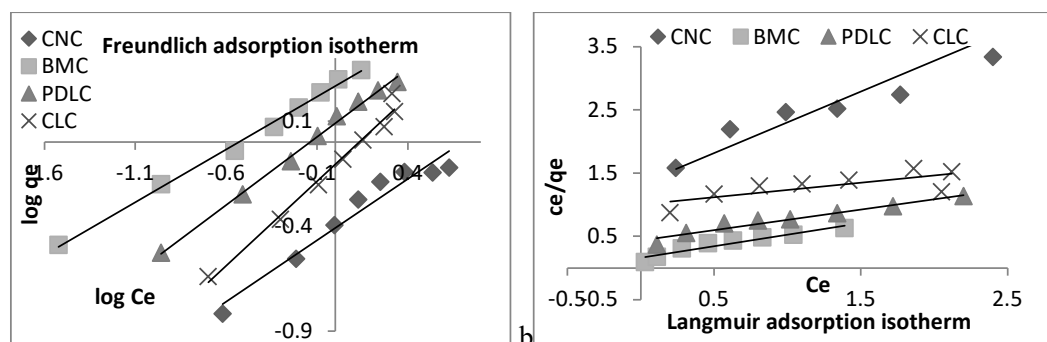 CNC
BMC
PDLC
CLC
Freundlich adsorption isotherm
0.1
-1.6
-1.1
-0.6
-0.1
0.4
-0.4
-0.9
log qe
log Ce
b
CNC BMC PDLC CLC
3.5
2.5
1.5
0.5
-0.5
-0.5
0.5
1.5
2.5
ce/qe
Ce
Langmuir adsorption isotherm